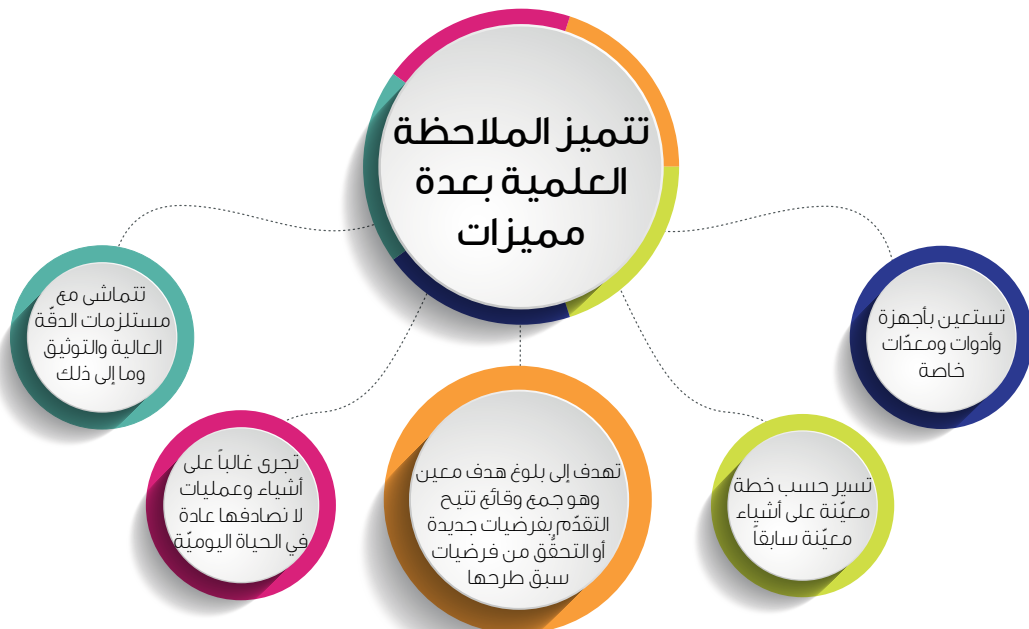 تتميز الملاحظة
العلمية بعدة
مميزات
تستعين بأجهزة
وأدوات ومعدّات
خاصة
تسير حسب خطة
معيّنة على أشياء
معيّنة سابقاً
تهدف إلى بلوغ هدف معين
وهو جمع وقائع تتيح
التقدّم بفرضيات جديدة
أو التحقُّق من فرضيات
سبق طرحها
تجرى غالباً على
أشياء وعمليات
لا نصادفها عادة
في الحياة اليوميّة
تتماشى مع
مستلزمات الدقّة
العالية والتوثيق
وما إلى ذلك